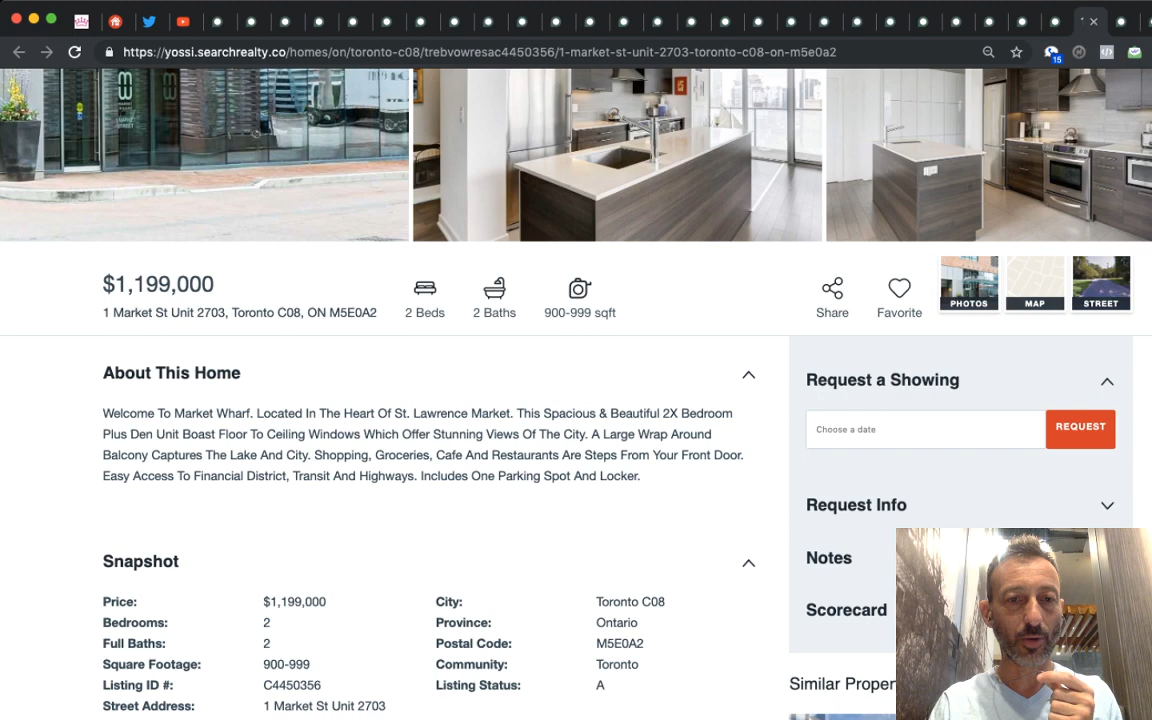 https://yossi.searchrealty.co/homes/on/toronto-c08/trebvowresac4450356/1-market-st-unit-2703-toronto-c08-on-m5e0a2
15
$1,199,000
1 Market St Unit 2703, Toronto C08, ON M5E0A2
2 Beds
2 Baths
900-999 sqft
Share
Favorite
PHOTOS
MAP
STREET
About This Home
Welcome To Market Wharf. Located In The Heart Of St. Lawrence Market. This Spacious & Beautiful 2X Bedroom
Plus Den Unit Boast Floor To Ceiling Windows Which Offer Stunning Views Of The City. A Large Wrap Around
Balcony Captures The Lake And City. Shopping, Groceries, Cafe And Restaurants Are Steps From Your Front Door.
Easy Access To Financial District, Transit And Highways. Includes One Parking Spot And Locker.
Request a Showing
Choose a date
REQUEST
Request Info
Notes
Scorecard
Snapshot
Price: $1,199,000 City: Toronto C08
Bedrooms: 2 Province: Ontario
Full Baths: 2 Postal Code: M5E0A2
Square Footage: 900-999 Community: Toronto
Listing ID #: C4450356 Listing Status: A
Street Address: 1 Market St Unit 2703
Similar Proper